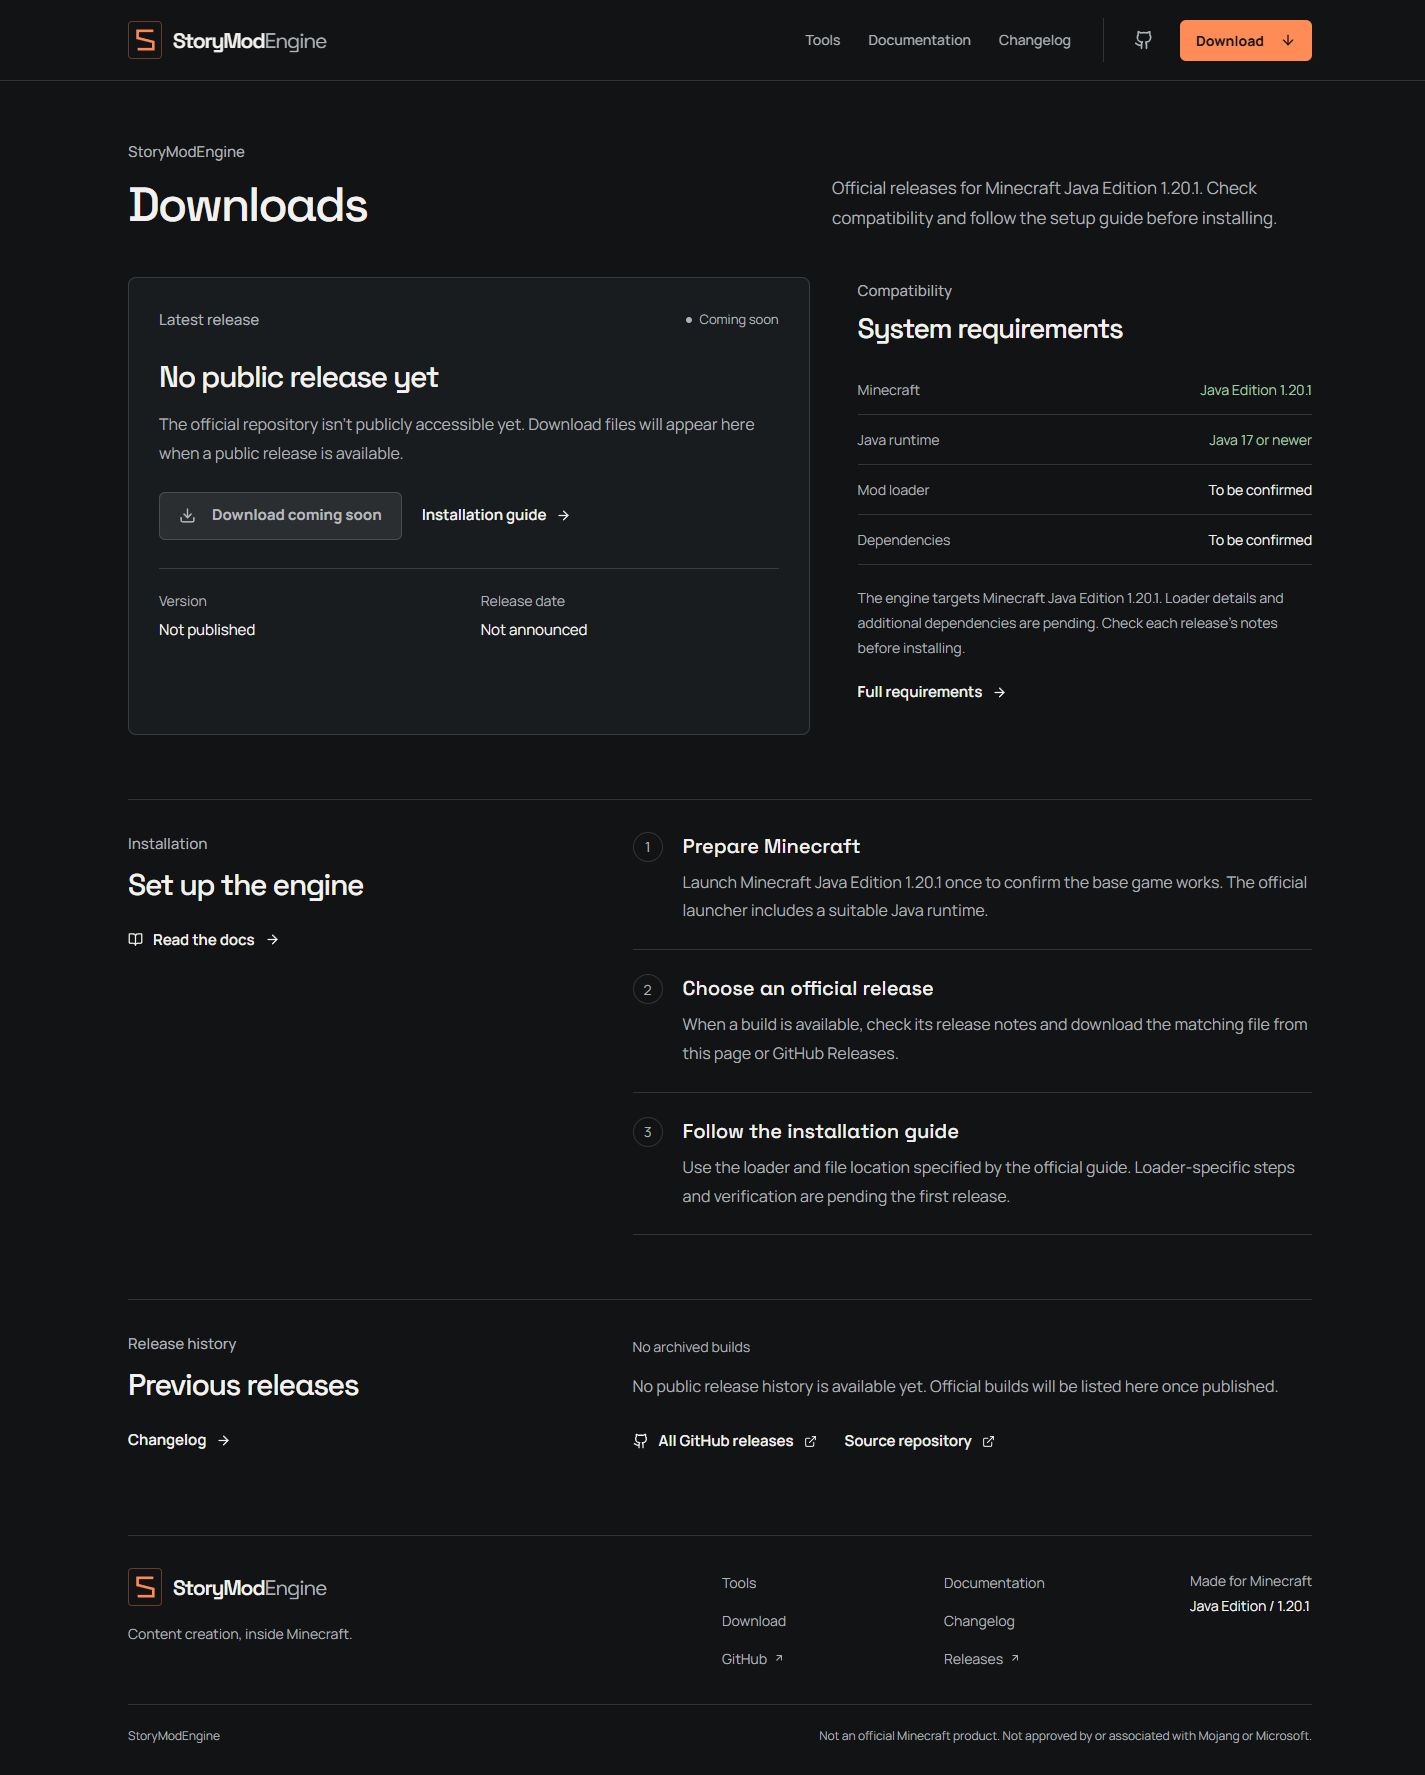 StoryModEngine
Tools
Documentation
Changelog
Download
StoryModEngine
Downloads
Official releases for Minecraft Java Edition 1.20.1. Check
compatibility and follow the setup guide before installing.
Latest release
Coming soon
No public release yet
The official repository isn't publicly accessible yet. Download files will appear here
when a public release is available.
Download coming soon
Installation guide
Version
Release date
Not published
Not announced
Compatibility
System requirements
Minecraft
Java Edition 1.20.1
Java runtime
Java 17 or newer
Mod loader
To be confirmed
Dependencies
To be confirmed
The engine targets Minecraft Java Edition 1.20.1. Loader details and
additional dependencies are pending. Check each release's notes
before installing.
Full requirements
Installation
Set up the engine
Read the docs
1
Prepare Minecraft
Launch Minecraft Java Edition 1.20.1 once to confirm the base game works. The official
launcher includes a suitable Java runtime.
2
Choose an official release
When a build is available, check its release notes and download the matching file from
this page or GitHub Releases.
3
Follow the installation guide
Use the loader and file location specified by the official guide. Loader-specific steps
and verification are pending the first release.
Release history
Previous releases
Changelog
No archived builds
No public release history is available yet. Official builds will be listed here once published.
All GitHub releases
Source repository
StoryModEngine
Content creation, inside Minecraft.
Tools
Download
GitHub
Documentation
Changelog
Releases
Made for Minecraft
Java Edition / 1.20.1
StoryModEngine
Not an official Minecraft product. Not approved by or associated with Mojang or Microsoft.